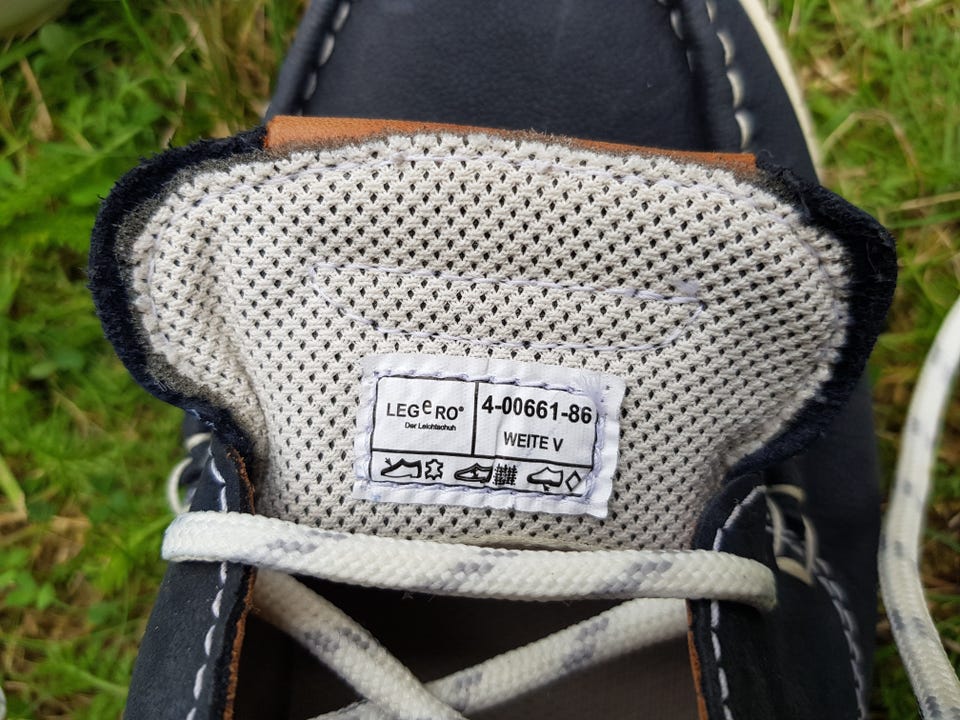 LEGeRO®
Der Leichtschuh
4-00661-86
WEITE V